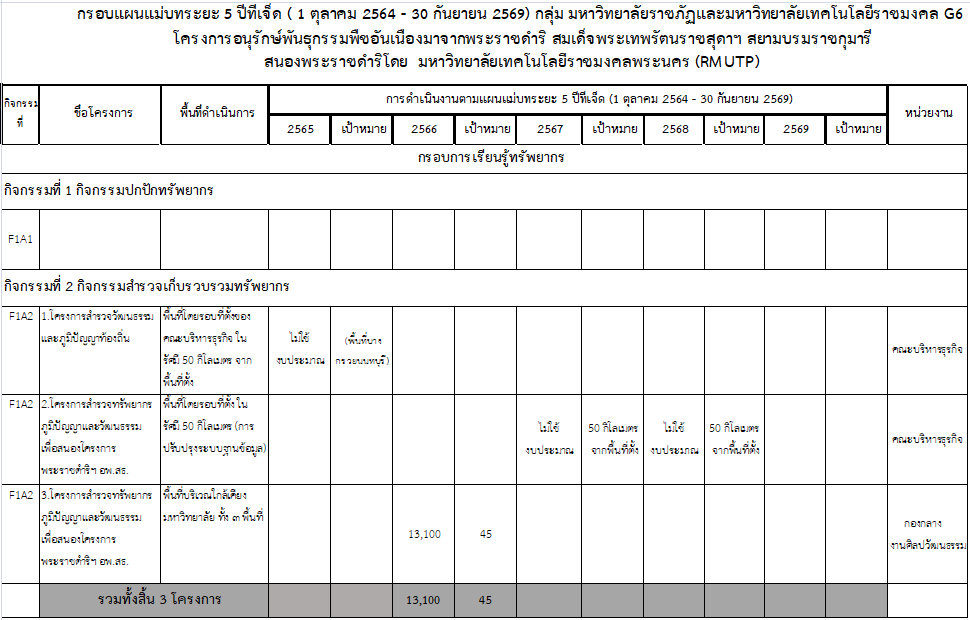 กรอบแผนแม่บทระยะ 5 ปีที่เจ็ด ( 1 ตุลาคม 2564 - 30 กันยายน 2569) กลุ่ม มหาวิทยาลัยราชภัฏและมหาวิทยาลัยเทคโนโลยีราชมงคล G6
โครงการอนุรักษ์พันธุกรรมพืชอันเนื่องมาจากพระราชดำริ สมเด็จพระเทพรัตนราชสุดาฯ สยามบรมราชกุมารี
สนองพระราชดำริโดย มหาวิทยาลัยเทคโนโลยีราชมงคลพระนคร (RMUTP)
กิจกรรม
ที่
ชื่อโครงการ
พื้นที่ดำเนินการ
การดำเนินงานตามแผนแม่บทระยะ 5 ปีที่เจ็ด (1 ตุลาคม 2564 - 30 กันยายน 2569)
หน่วยงาน
2565 เป้าหมาย 2566 เป้าหมาย 2567 เป้าหมาย 2568 เป้าหมาย 2569 เป้าหมาย
กรอบการเรียนรู้ทรัพยากร
กิจกรรมที่ 1 กิจกรรมปกปักทรัพยากร
F1A1
กิจกรรมที่ 2 กิจกรรมสำรวจเก็บรวบรวมทรัพยากร
F1A2
1.โครงการสำรวจวัฒนธรรม
และภูมิปัญญาท้องถิ่น
พื้นที่โดยรอบที่ตั้งของ
คณะบริหารธุรกิจ ใน
รัศมี 50 กิโลเมตร จาก
พื้นที่ตั้ง
ไม่ใช้
งบประมาณ
(พื้นที่บาง
กรวยนนทบุรี)
คณะบริหารธุรกิจ
F1A2
2.โครงการสำรวจทรัพยากร
ภูมิปัญญาและวัฒนธรรม
เพื่อสนองโครงการ
พระราชดำริฯ อพ.สธ.
พื้นที่โดยรอบที่ตั้ง ใน
รัศมี 50 กิโลเมตร (การ
ปรับปรุงระบบฐานข้อมูล)
ไม่ใช้
งบประมาณ
50 กิโลเมตร
จากพื้นที่ตั้ง
ไม่ใช้
งบประมาณ
50 กิโลเมตร
จากพื้นที่ตั้ง
คณะบริหารธุรกิจ
F1A2
3.โครงการสำรวจทรัพยากร
ภูมิปัญญาและวัฒนธรรม
เพื่อสนองโครงการ
พระราชดำริฯ อพ.สธ.
พื้นที่บริเวณใกล้เคียง
มหาวิทยาลัย ทั้ง ๓ พื้นที่
13,100
45
กองกลาง
งานศิลปวัฒนธรรม
รวมทั้งสิ้น 3 โครงการ 13,100 45